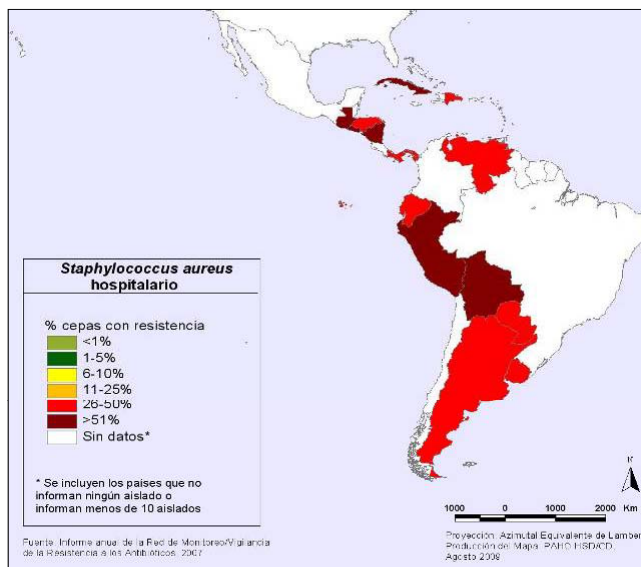 Staphylococcus aureus
hospitalario
% cepas con resistencia
<1%
1-5%
6-10%
11-25%
26-50%
>51%
Sin datos*
* Se incluyen los países que no
informan ningún aislado o
informan menos de 10 aislados
Fuente: Informe anual de la Red de Monitoreo/Vigilancia
de la Resistencia a los Antibióticos, 2007
N
1000 0 1000 2000 Km
Proyección: Azimutal Equivalente de Lamber
Producción del Mapa: PAHO HSD/CD,
Agosto 2009